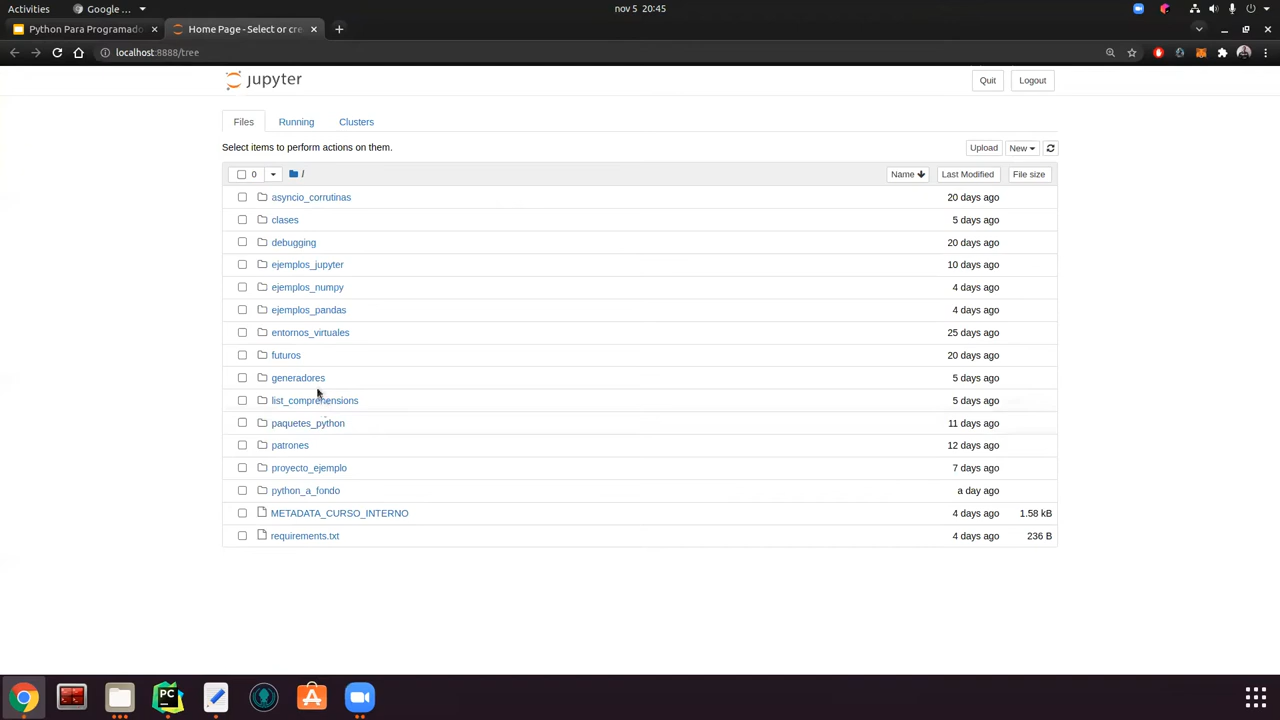 Activities
Google ...
nov 5 20:45
Python Para Programado
Home Page - Select or cre
localhost:8888/tree
jupyter
Quit
Logout
Files
Running
Clusters
Select items to perform actions on them.
Upload
New
0
/
Name
Last Modified
File size
asyncio_corrutinas
20 days ago
clases
5 days ago
debugging
20 days ago
ejemplos_jupyter
10 days ago
ejemplos_numpy
4 days ago
ejemplos_pandas
4 days ago
entornos_virtuales
25 days ago
futuros
20 days ago
generadores
5 days ago
list_comprehensions
5 days ago
paquetes_python
11 days ago
patrones
12 days ago
proyecto_ejemplo
7 days ago
python_a_fondo
a day ago
METADATA_CURSO_INTERNO
4 days ago
1.58 kB
requirements.txt
4 days ago
236 B
PC